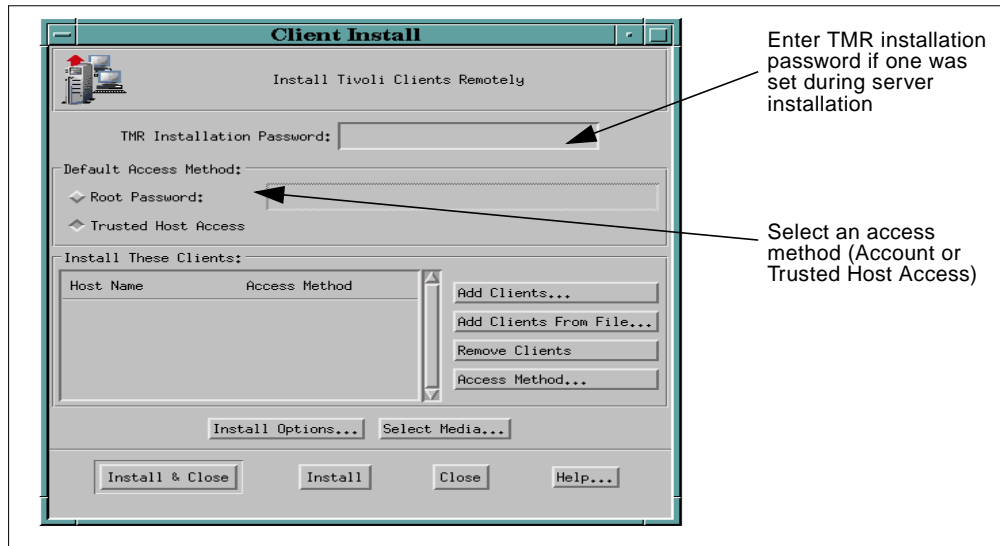 Client Install
Install Tivoli Clients Remotely
TMR Installation Password:
Default Access Method:
Root Password:
Trusted Host Access
Install These Clients:
Host Name Access Method
Add Clients...
Add Clients From File...
Remove Clients
Access Method...
Install Options... Select Media...
Install & Close Install Close Help...
Enter TMR installation
password if one was
set during server
installation
Select an access
method (Account or
Trusted Host Access)